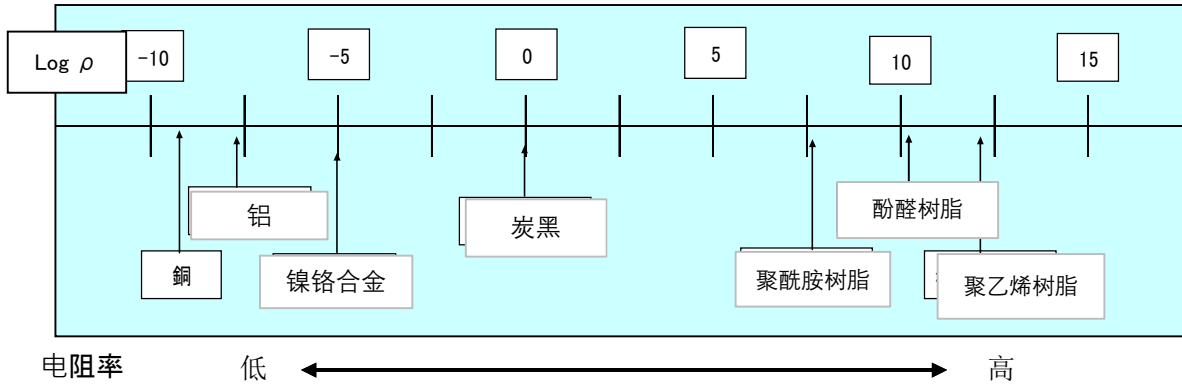 Log ρ
-10
-5
0
5
10
15
铝
炭黑
酚醛树脂
銅
镍铬合金
聚酰胺树脂
聚乙烯树脂
电阻率 低 高